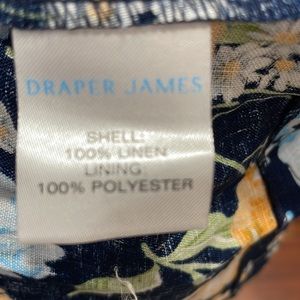 DRAPER JAMES
SHELL:
100% LINEN
LINING:
100% POLYESTER